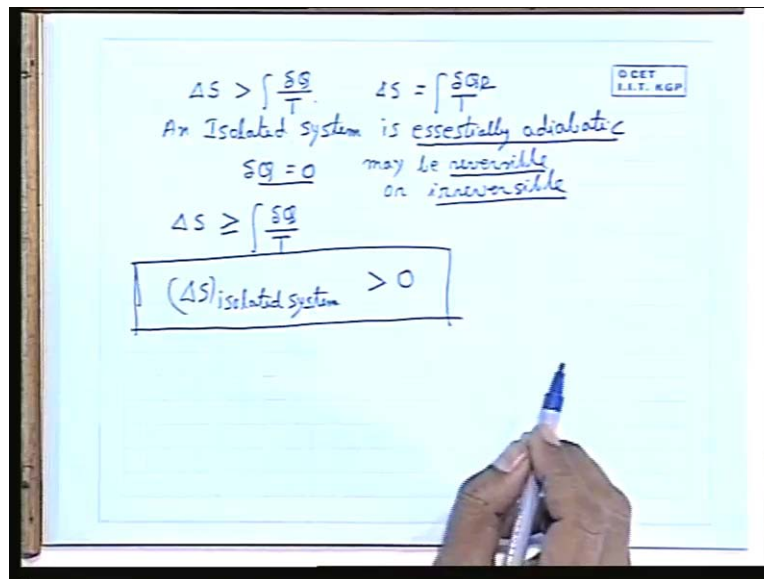 ΔS > ∫ δQ/T. ΔS = ∫ δQR/T
© CET
I.I.T. KGP
An Isolated system is essestially adiabatic
δQ = 0 may be reversible
or irreversible
ΔS ≥ ∫ δQ/T
(ΔS)isolated system > 0